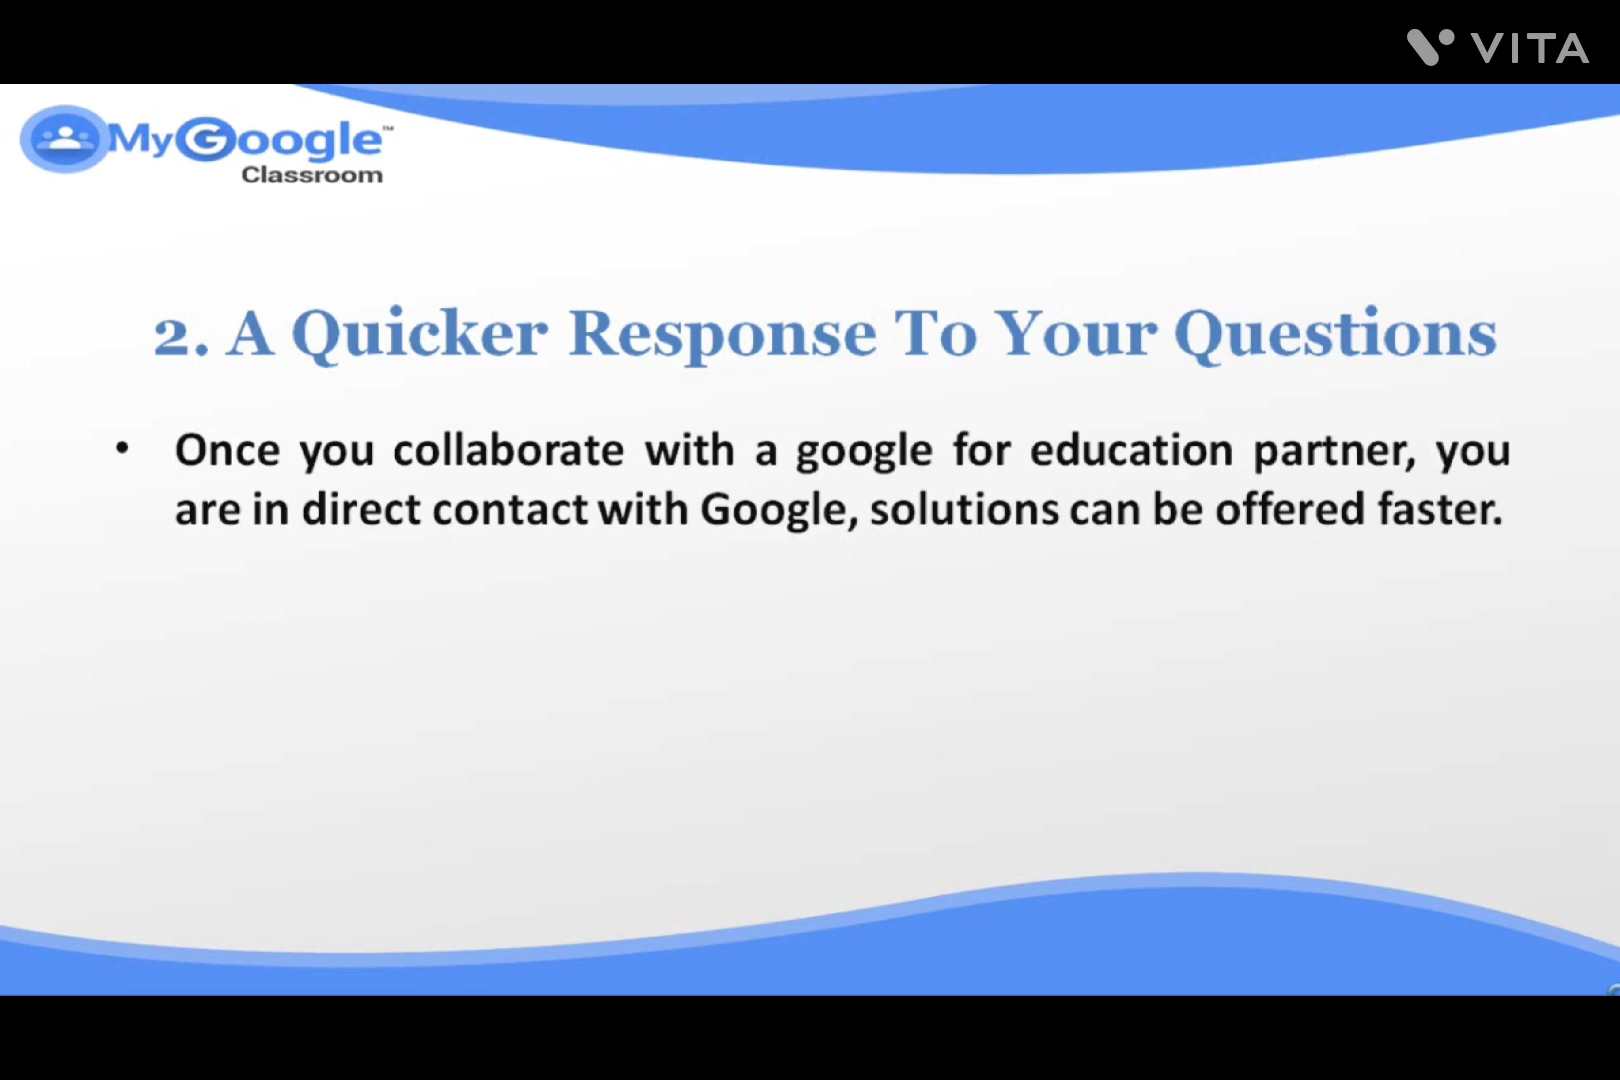 VITA
MyGoogle™
Classroom
2. A Quicker Response To Your Questions
• Once you collaborate with a google for education partner, you
are in direct contact with Google, solutions can be offered faster.